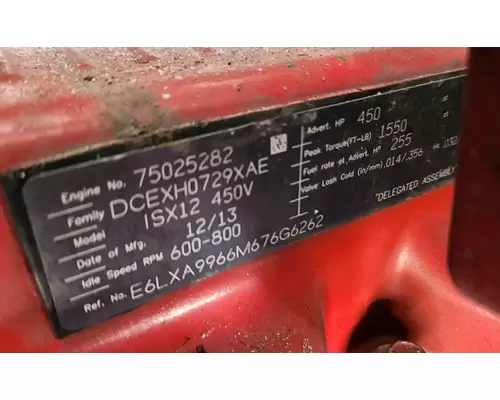 Engine No. 75025282
Family DCEXH0729XAE
Model ISX12 450V
Date of Mfg. 12/13
Idle Speed RPM 600-800
Ref. No. E6LXA9966M676G6262
Advert. HP 450
Peak Torque(FT-LB) 1550
Fuel rate at Advert. HP 255
Valve Lash Cold (in/mm) .014/.356
"DELEGATED ASSEMBLY